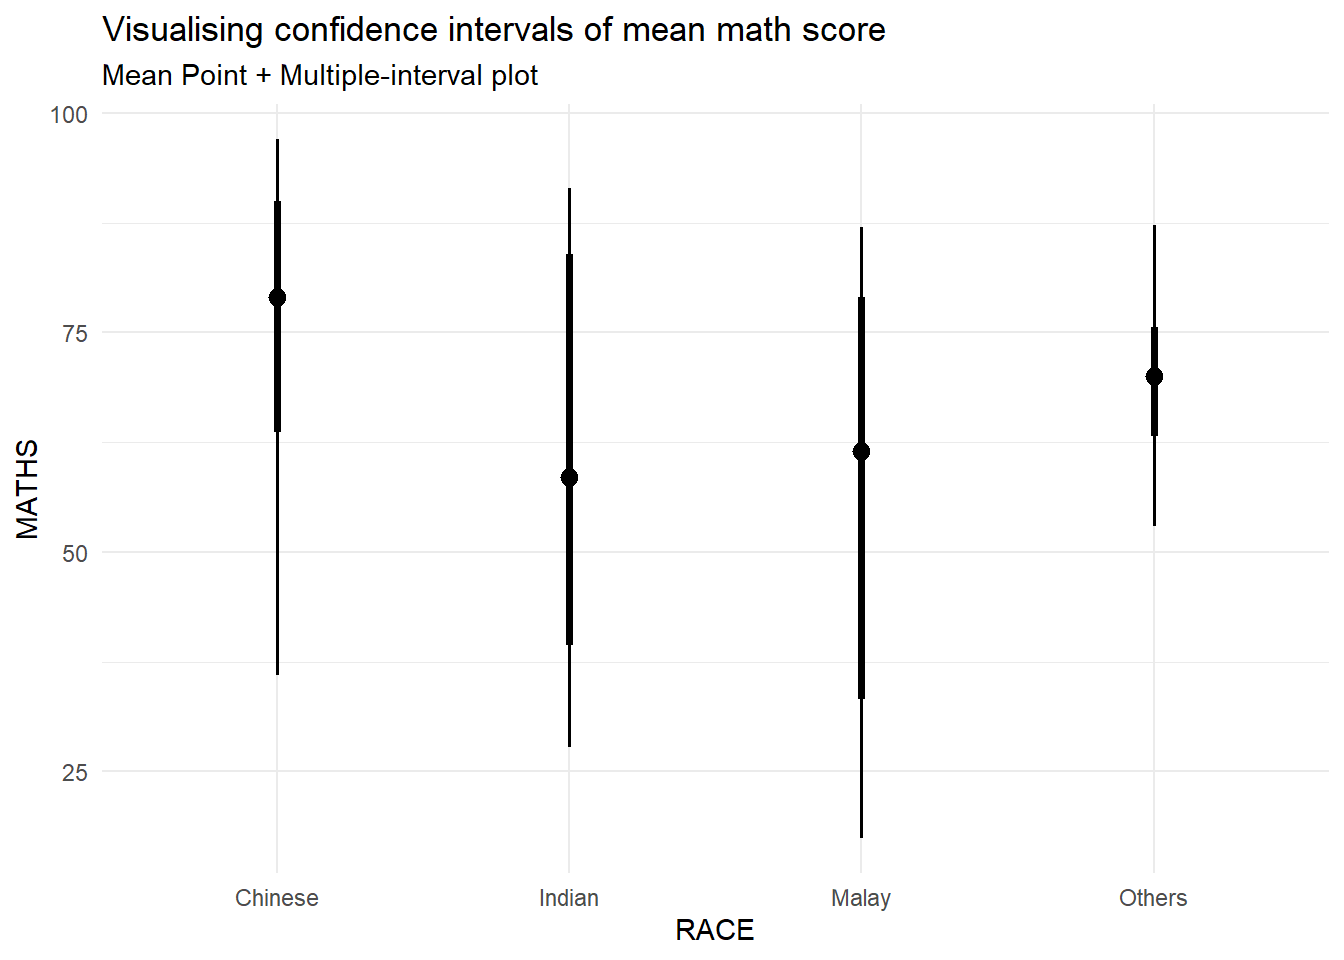 Visualising confidence intervals of mean math score
Mean Point + Multiple-interval plot
100
75
50
25
MATHS
Chinese Indian Malay Others
RACE